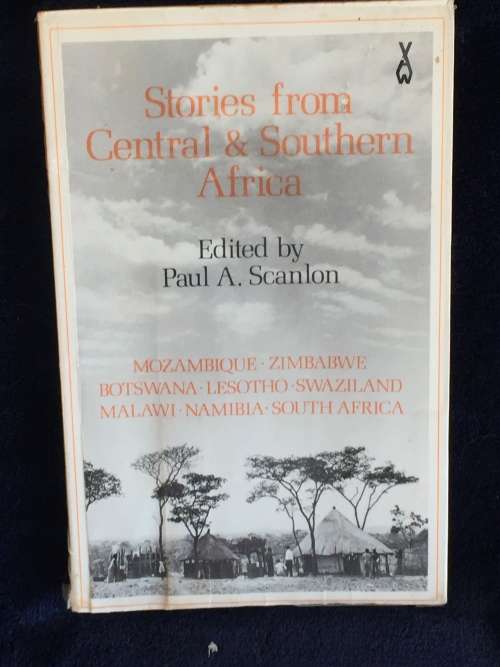 Stories from
Central & Southern
Africa
Edited by
Paul A. Scanlon
MOZAMBIQUE · ZIMBABWE
BOTSWANA · LESOTHO · SWAZILAND
MALAWI · NAMIBIA · SOUTH AFRICA